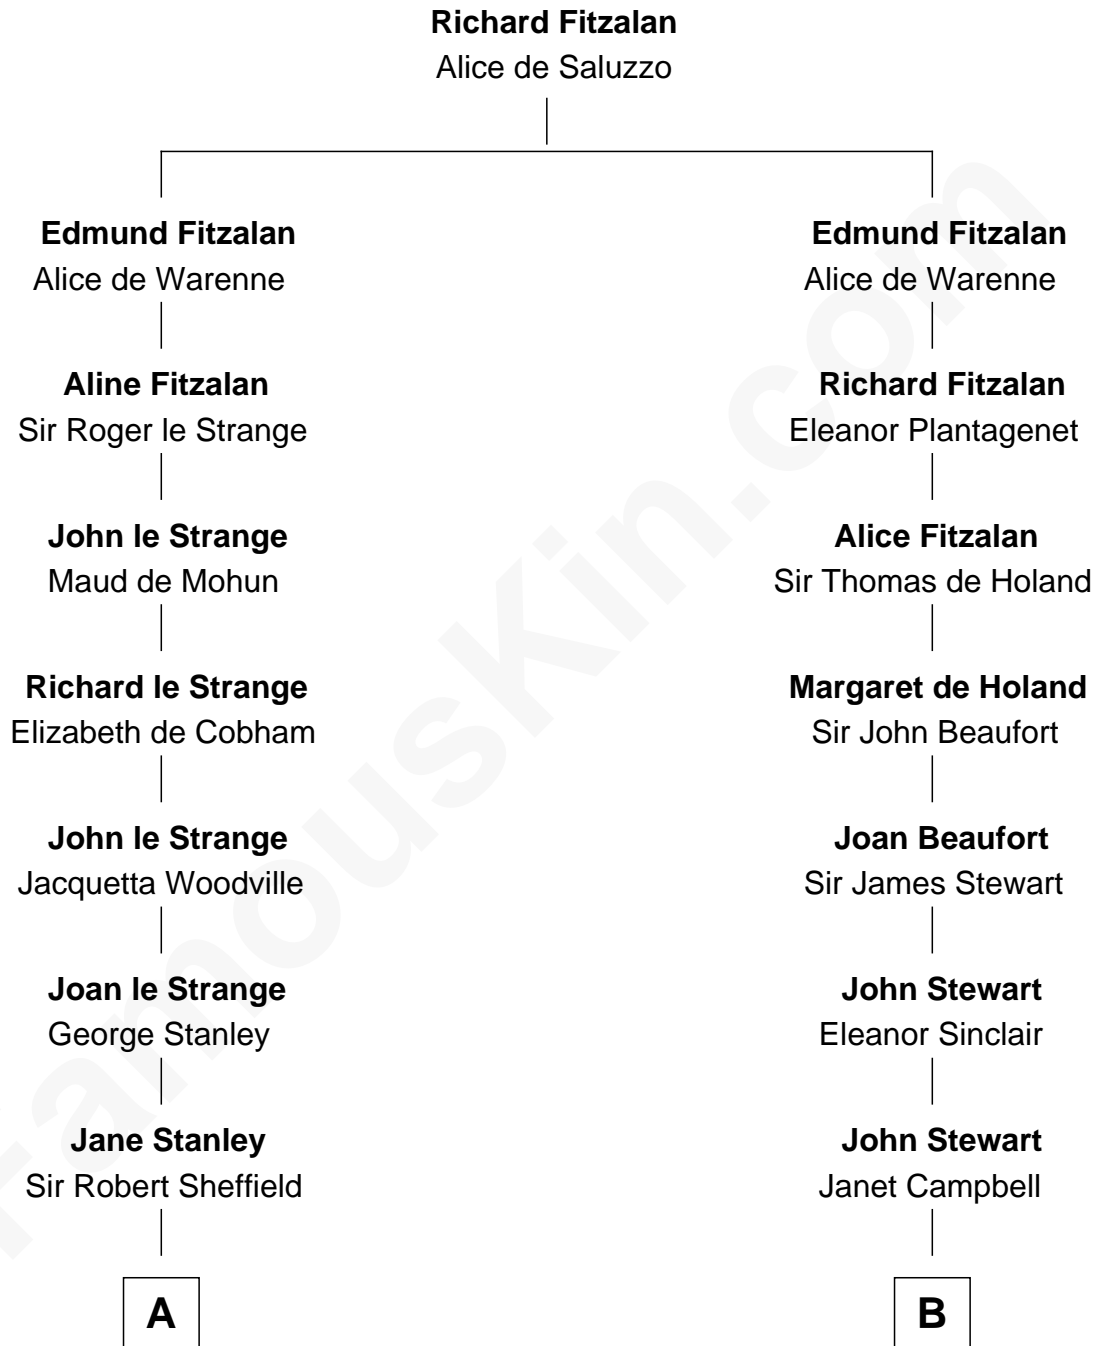 Richard Fitzalan
Alice de Saluzzo
Edmund Fitzalan
Alice de Warenne
Edmund Fitzalan
Alice de Warenne
Aline Fitzalan
Sir Roger le Strange
Richard Fitzalan
Eleanor Plantagenet
John le Strange
Maud de Mohun
Alice Fitzalan
Sir Thomas de Holand
Richard le Strange
Elizabeth de Cobham
Margaret de Holand
Sir John Beaufort
John le Strange
Jacquetta Woodville
Joan Beaufort
Sir James Stewart
Joan le Strange
George Stanley
John Stewart
Eleanor Sinclair
Jane Stanley
Sir Robert Sheffield
John Stewart
Janet Campbell
A
B
FamousKin.com